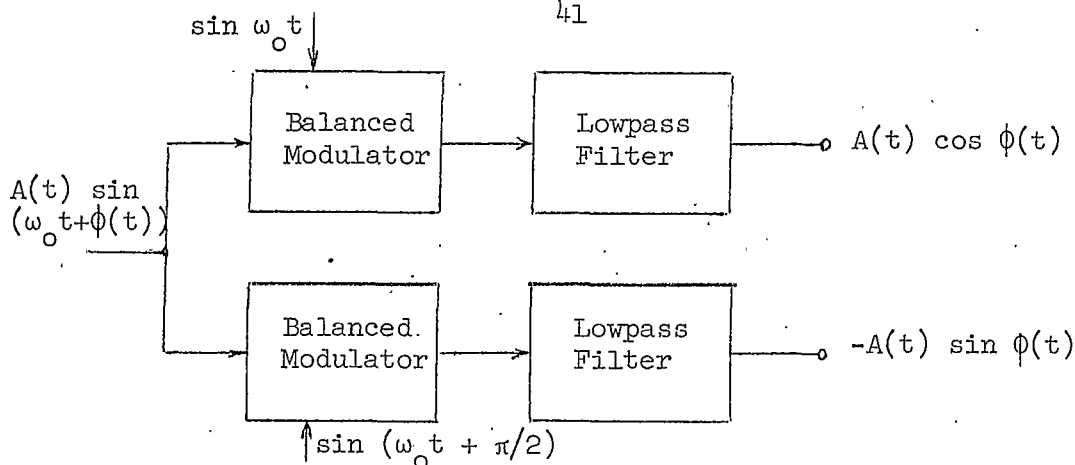 41
sin ω₀t
Balanced
Modulator
Lowpass
Filter
A(t) cos ϕ(t)
A(t) sin
(ω₀t+ϕ(t))
Balanced.
Modulator
Lowpass
Filter
-A(t) sin ϕ(t)
sin (ω₀t + π/2)